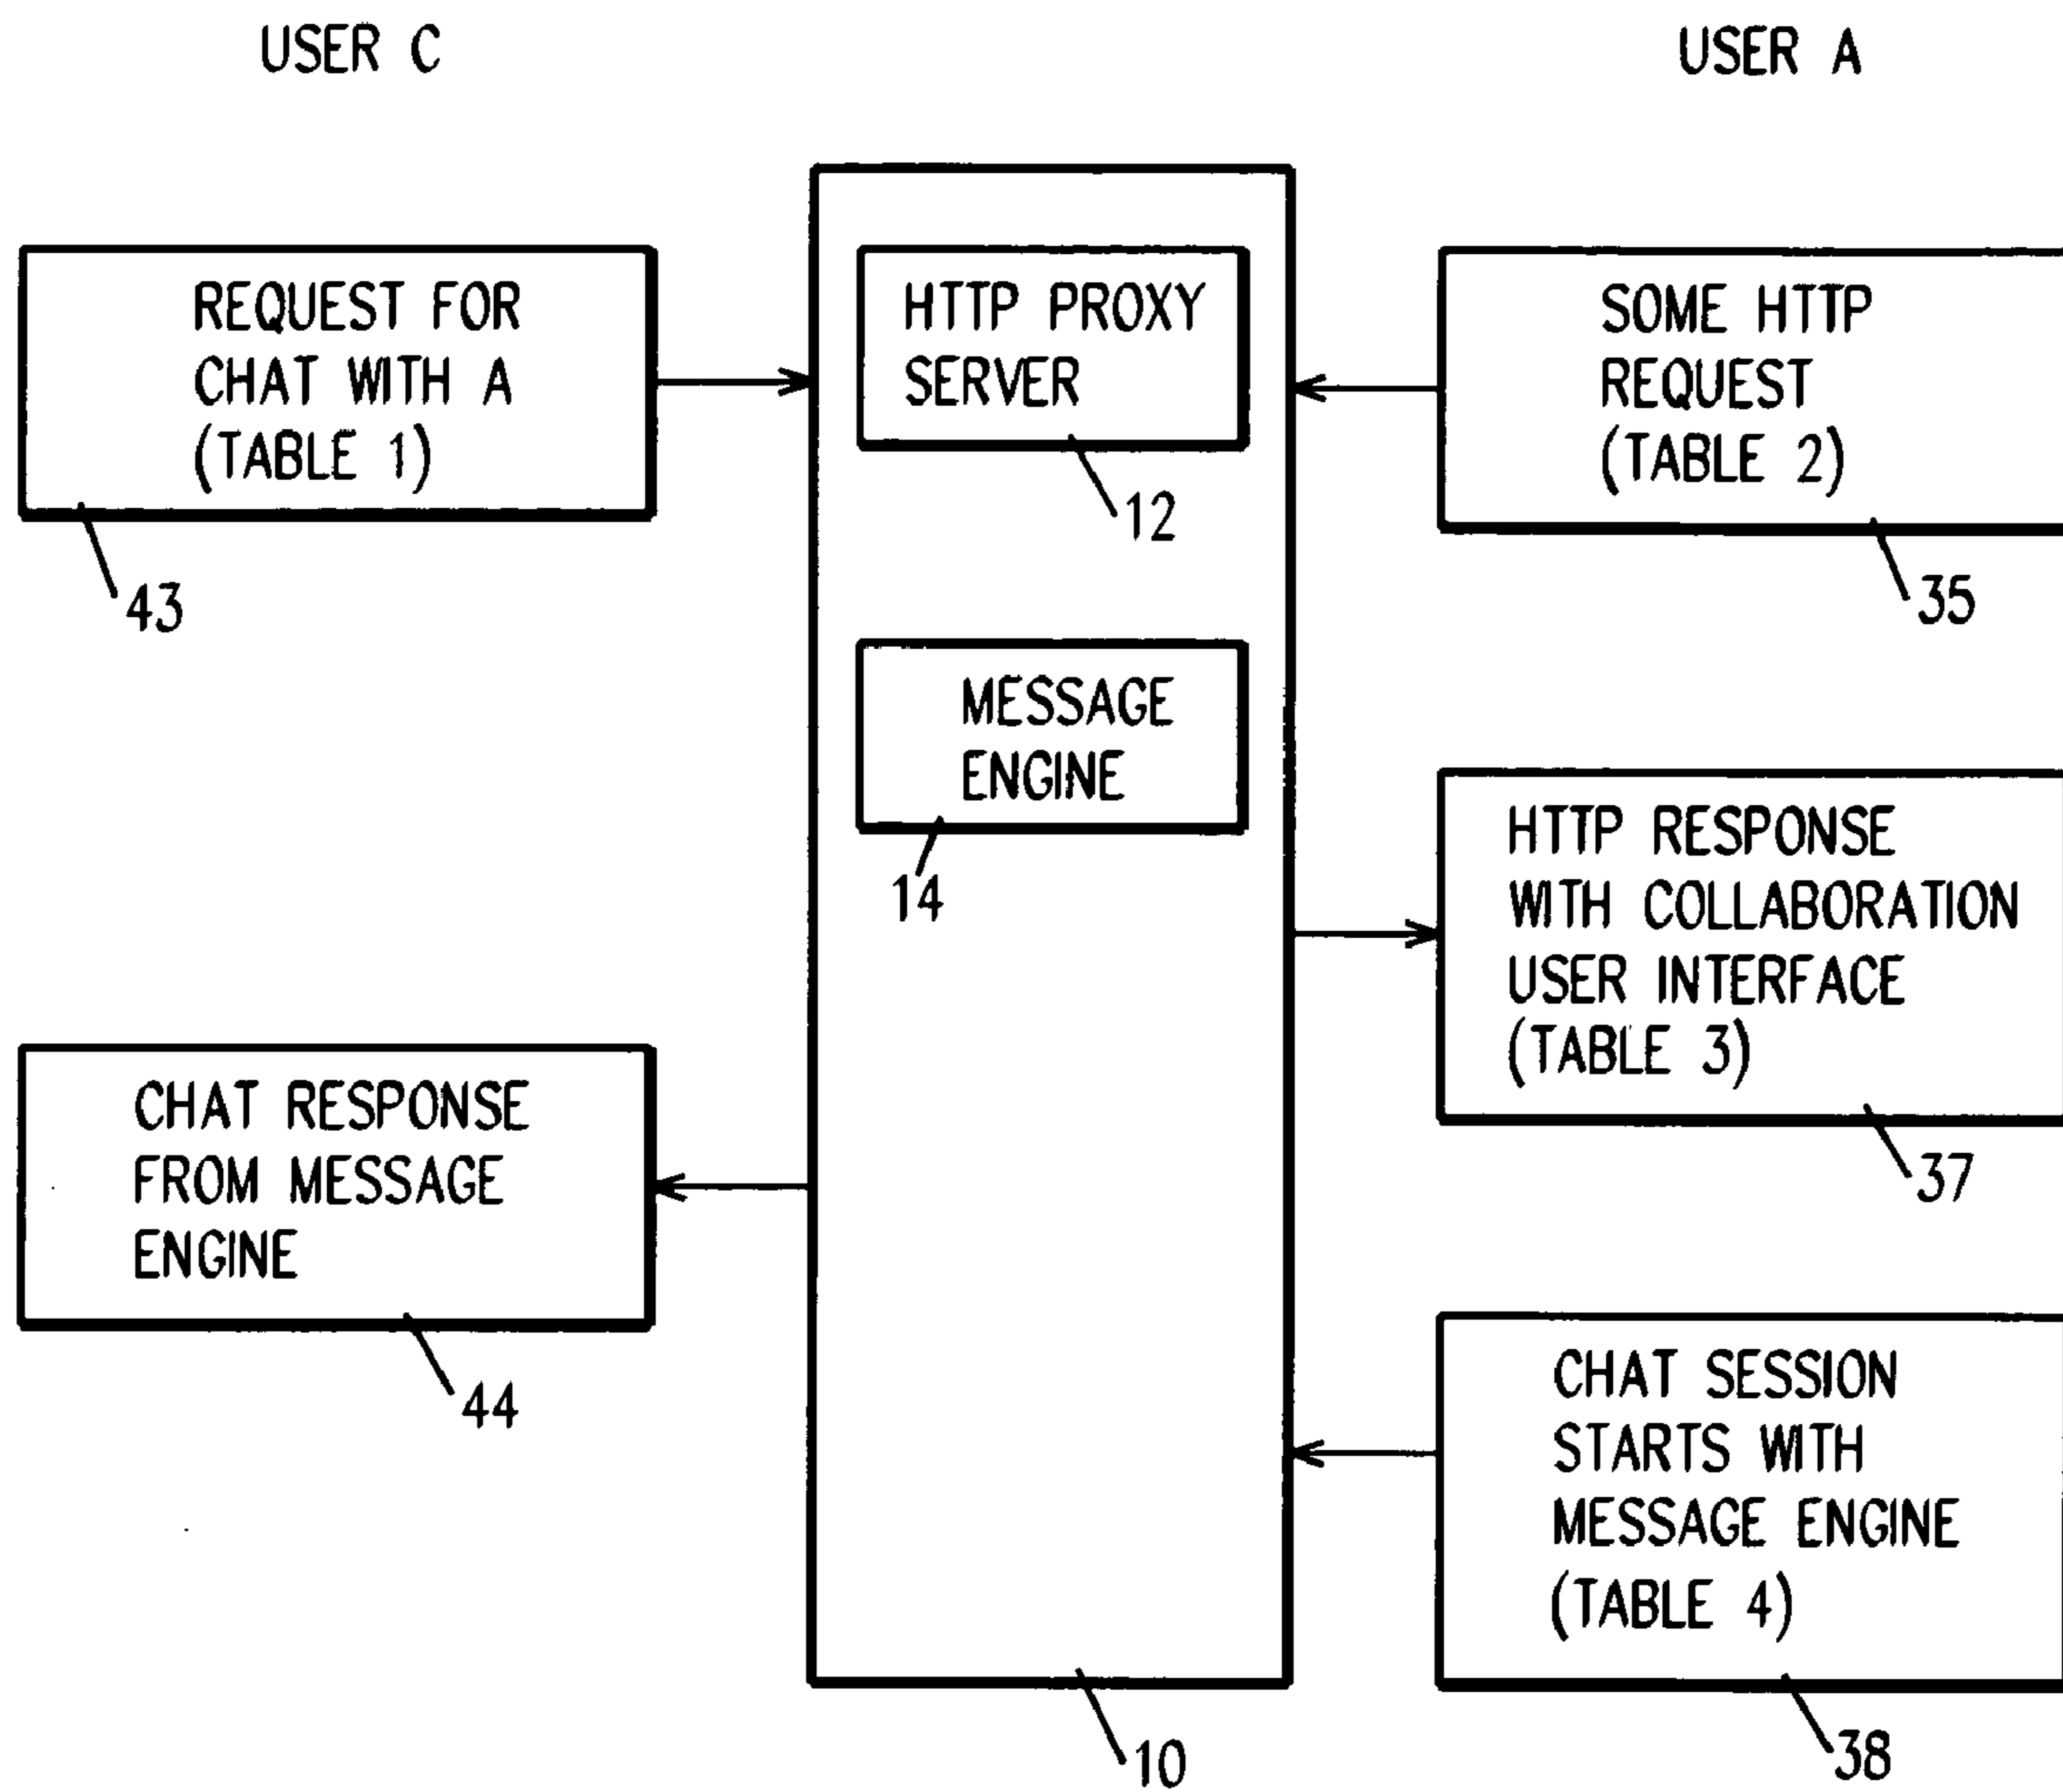 USER C
USER A
REQUEST FOR
CHAT WITH A
(TABLE 1)
43
HTTP PROXY
SERVER
12
SOME HTTP
REQUEST
(TABLE 2)
35
MESSAGE
ENGINE
14
HTTP RESPONSE
WITH COLLABORATION
USER INTERFACE
(TABLE 3)
37
CHAT RESPONSE
FROM MESSAGE
ENGINE
44
CHAT SESSION
STARTS WITH
MESSAGE ENGINE
(TABLE 4)
38
10